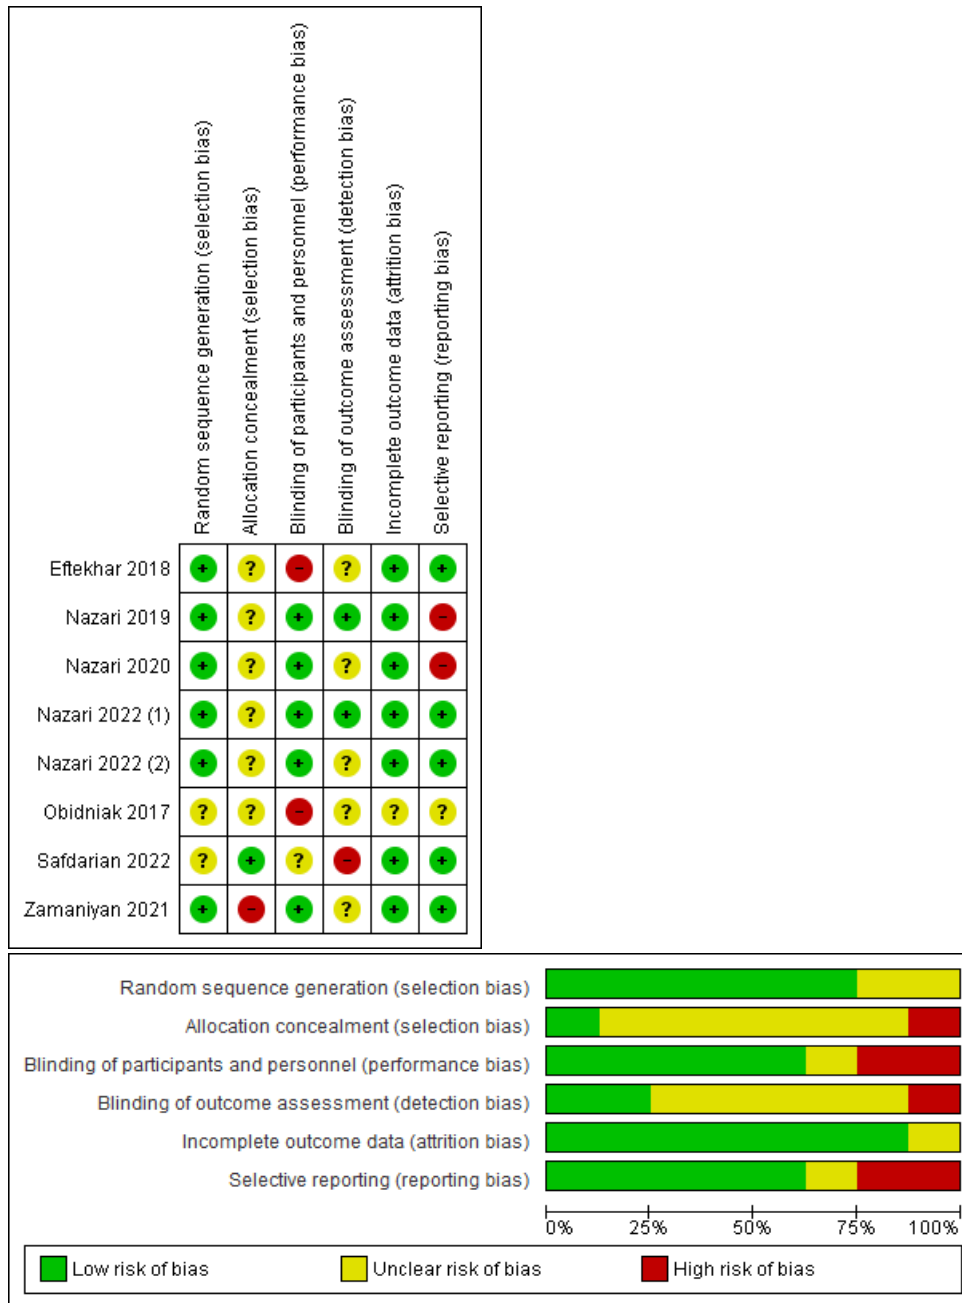 Random sequence generation (selection bias)
Allocation concealment (selection bias)
Blinding of participants and personnel (performance bias)
Blinding of outcome assessment (detection bias)
Incomplete outcome data (attrition bias)
Selective reporting (reporting bias)
Eftekhar 2018 + ? - ? + +
Nazari 2019 + ? + + + -
Nazari 2020 + ? + ? + -
Nazari 2022 (1) + ? + + + +
Nazari 2022 (2) + ? + ? + +
Obidniak 2017 ? ? - ? ? ?
Safdarian 2022 ? + ? - + +
Zamaniyan 2021 + - + ? + +
Random sequence generation (selection bias)
Allocation concealment (selection bias)
Blinding of participants and personnel (performance bias)
Blinding of outcome assessment (detection bias)
Incomplete outcome data (attrition bias)
Selective reporting (reporting bias)
0% 25% 50% 75% 100%
Low risk of bias Unclear risk of bias High risk of bias